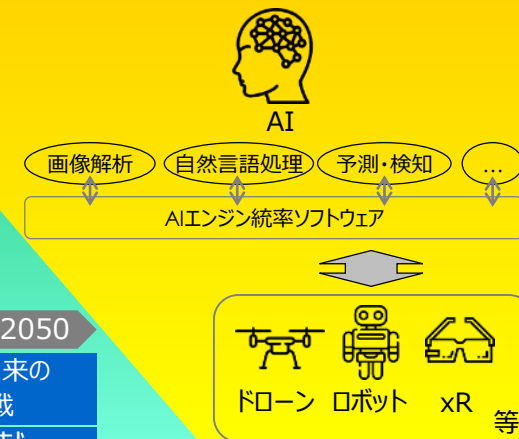 AI
画像解析 自然言語処理 予測・検知 …
AIエンジン統率ソフトウェア
2050
来の
戦
ドローン ロボット xR 等